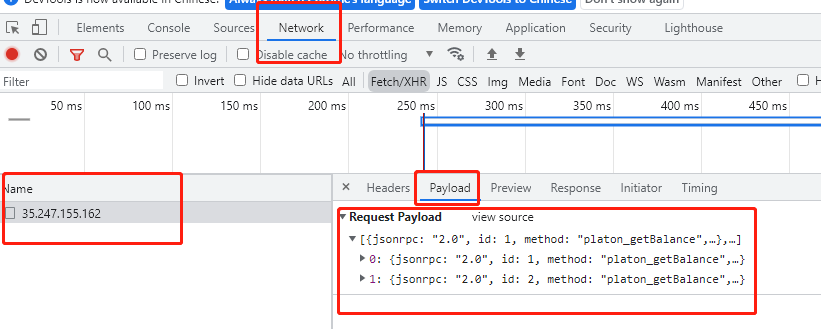 DevTools is now available in Chinese! Always match Chrome's language Switch DevTools to Chinese Don't show again
Elements Console Sources Network Performance Memory Application Security Lighthouse
Preserve log Disable cache No throttling
Filter Invert Hide data URLs All Fetch/XHR JS CSS Img Media Font Doc WS Wasm Manifest Other H
50 ms 100 ms 150 ms 200 ms 250 ms 300 ms 350 ms 400 ms 450 ms
Name
Headers Payload Preview Response Initiator Timing
35.247.155.162
Request Payload view source
[{jsonrpc: "2.0", id: 1, method: "platon_getBalance",…},…]
0: {jsonrpc: "2.0", id: 1, method: "platon_getBalance",…}
1: {jsonrpc: "2.0", id: 2, method: "platon_getBalance",…}